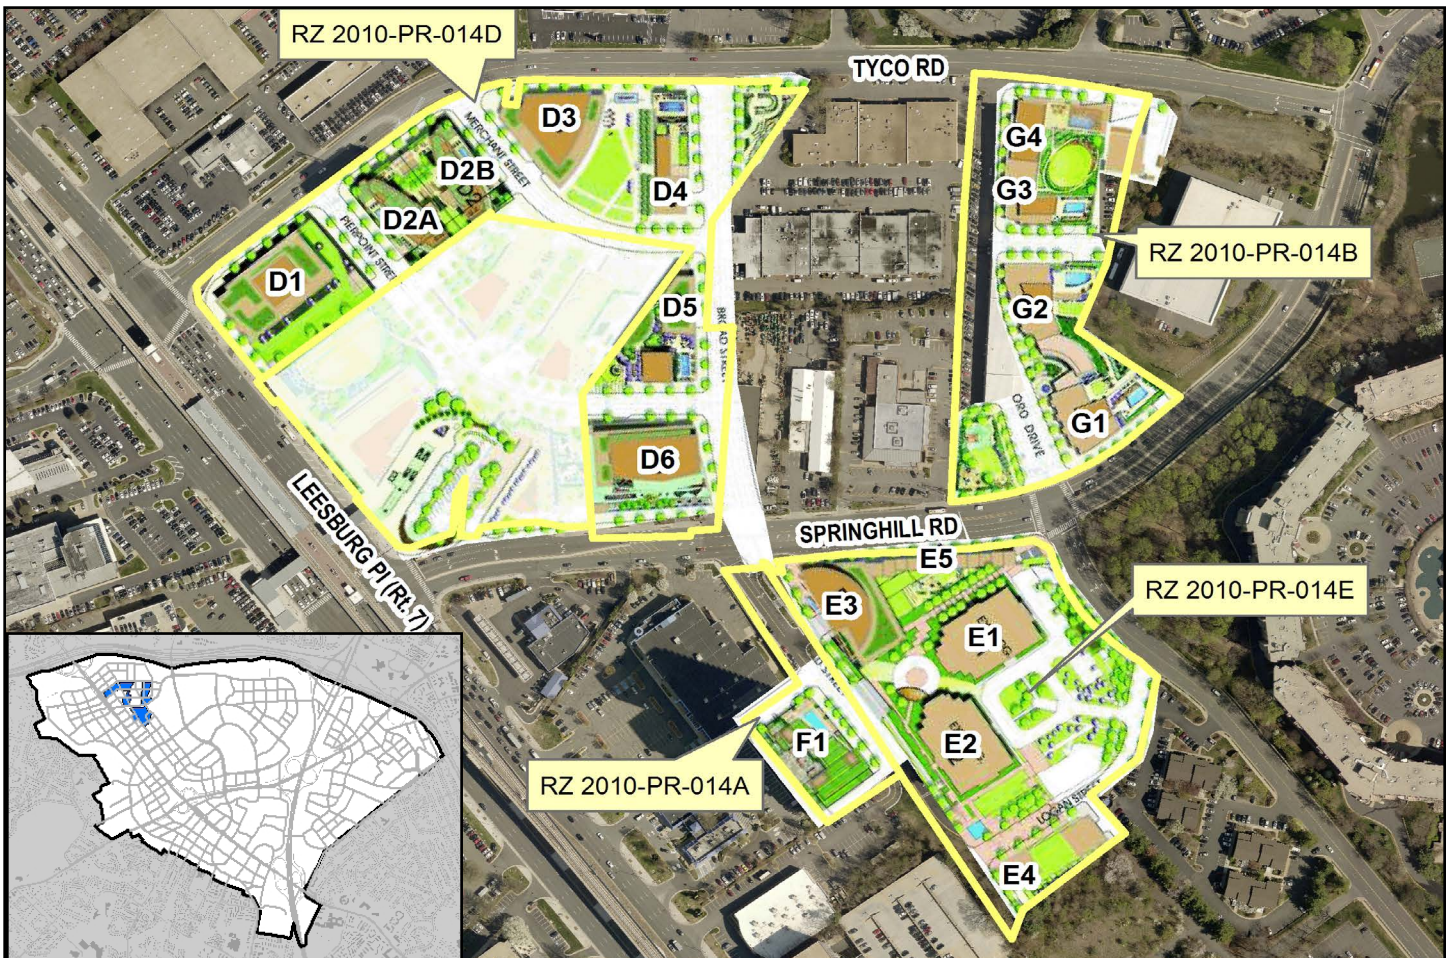 RZ 2010-PR-014D
TYCO RD
D3
MERCHANT STREET
D2B
D4
D2A
PIERPOINT STREET
D1
D5
BROAD STREET
D6
G4
G3
RZ 2010-PR-014B
G2
ORO DRIVE
G1
LEESBURG PI (Rt. 7)
SPRINGHILL RD
E5
E3
E1
RZ 2010-PR-014E
F1
E2
RZ 2010-PR-014A
LOGAN STREET
E4